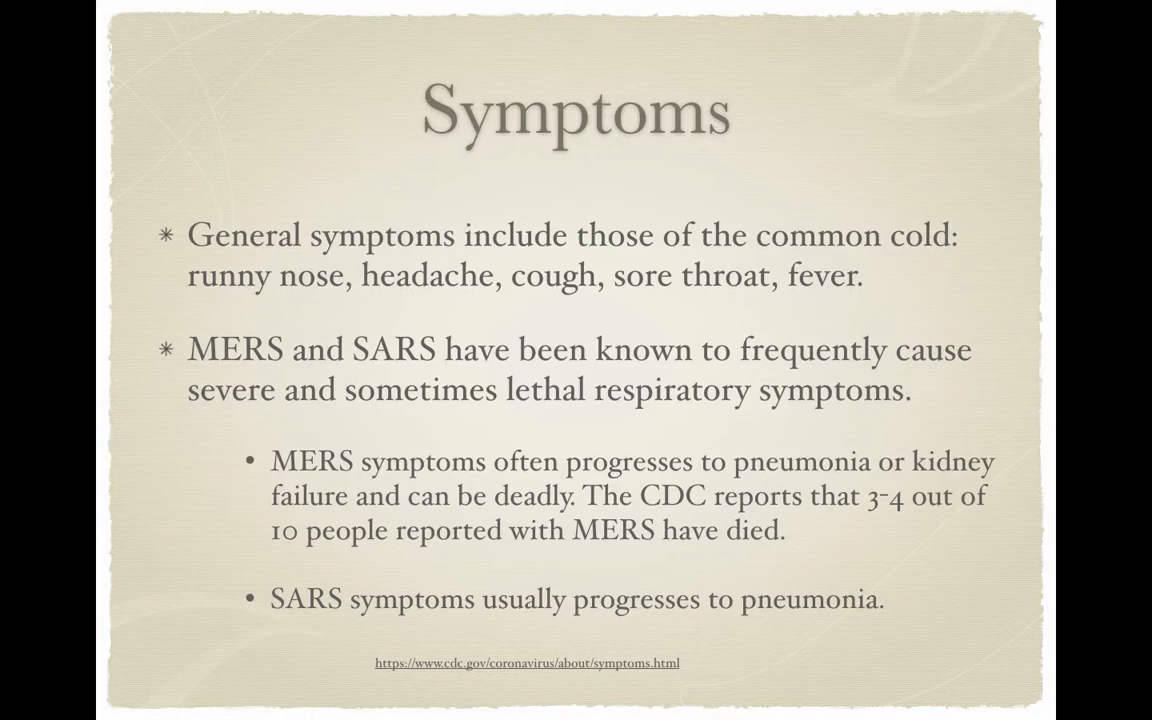 Symptoms
General symptoms include those of the common cold:
runny nose, headache, cough, sore throat, fever.
MERS and SARS have been known to frequently cause
severe and sometimes lethal respiratory symptoms.
MERS symptoms often progresses to pneumonia or kidney
failure and can be deadly. The CDC reports that 3-4 out of
10 people reported with MERS have died.
SARS symptoms usually progresses to pneumonia.
https://www.cdc.gov/coronavirus/about/symptoms.html